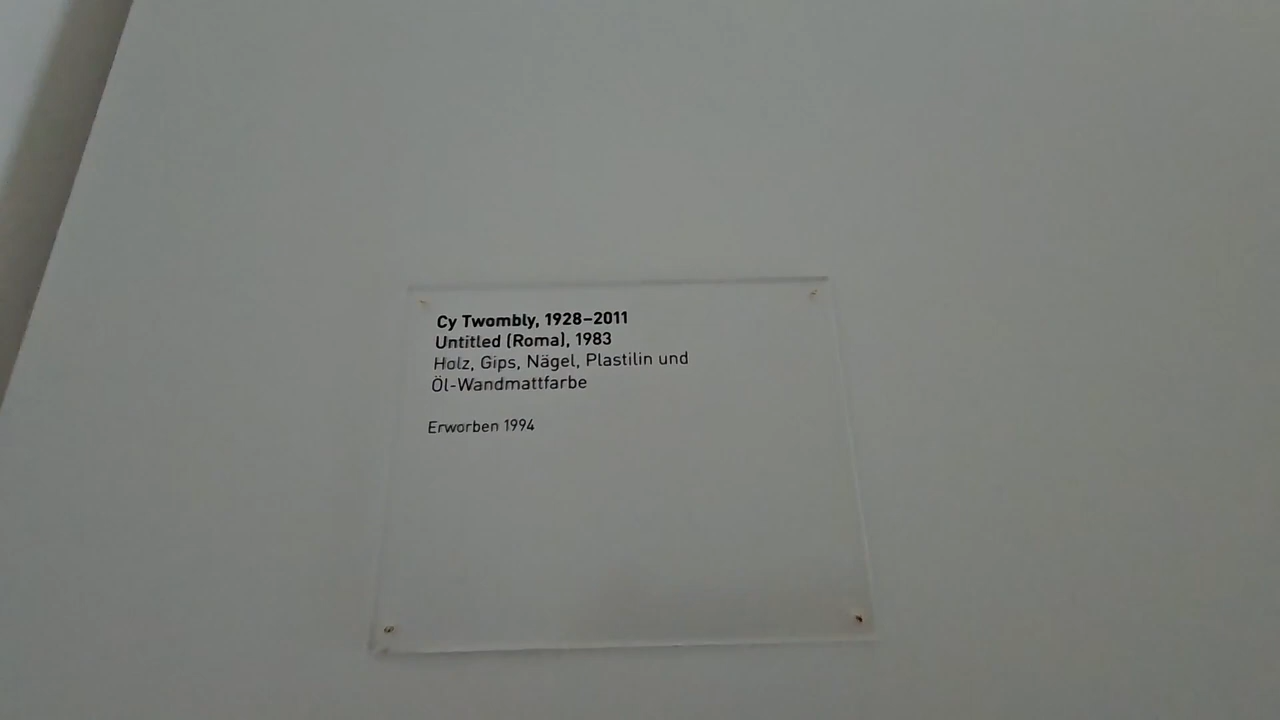 Cy Twombly, 1928–2011
Untitled (Roma), 1983
Holz, Gips, Nägel, Plastilin und
Öl-Wandmattfarbe
Erworben 1994